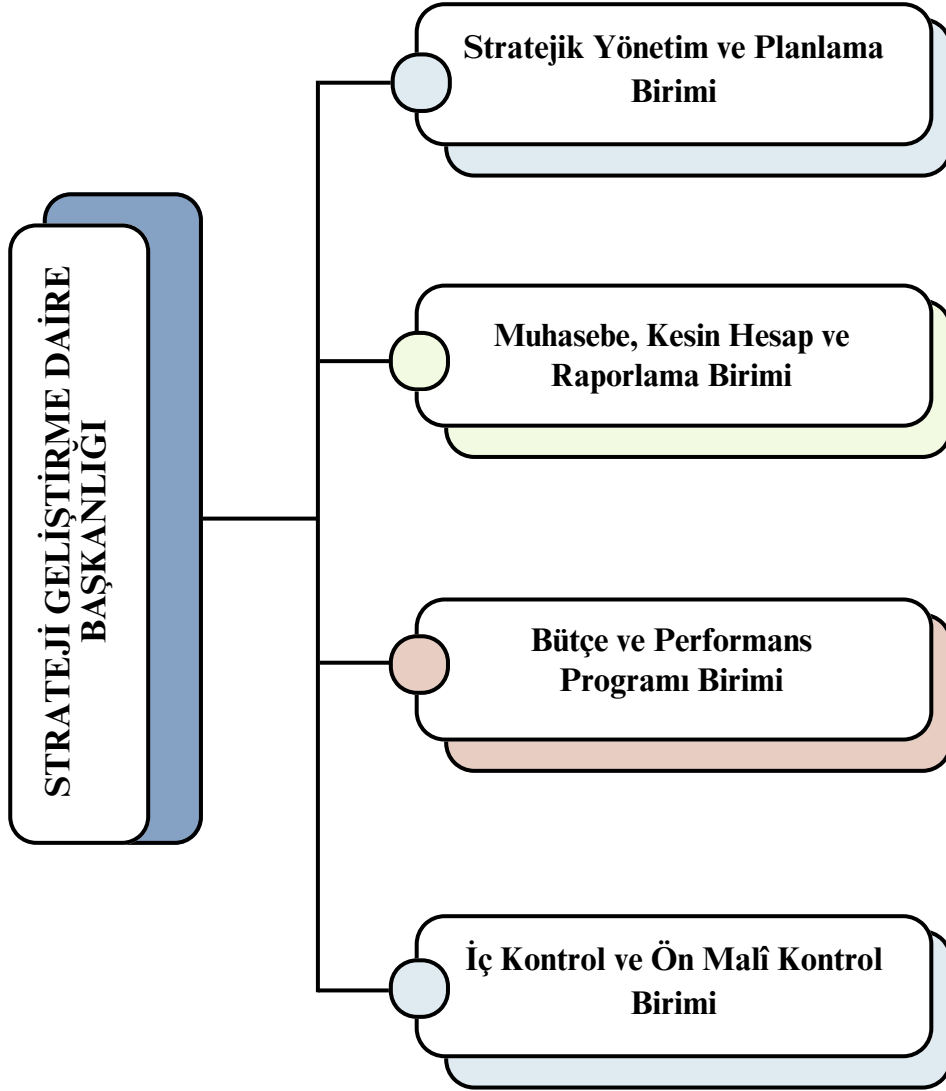 STRATEJİ GELİŞTİRME DAİRE
BAŞKANLIĞI
Stratejik Yönetim ve Planlama
Birimi
Muhasebe, Kesin Hesap ve
Raporlama Birimi
Bütçe ve Performans
Programı Birimi
İç Kontrol ve Ön Malî Kontrol
Birimi